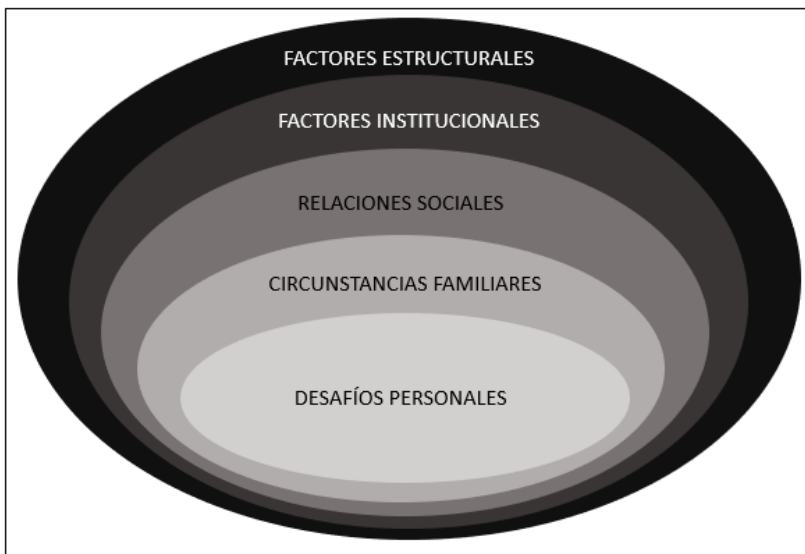 FACTORES ESTRUCTURALES
FACTORES INSTITUCIONALES
RELACIONES SOCIALES
CIRCUNSTANCIAS FAMILIARES
DESAFÍOS PERSONALES